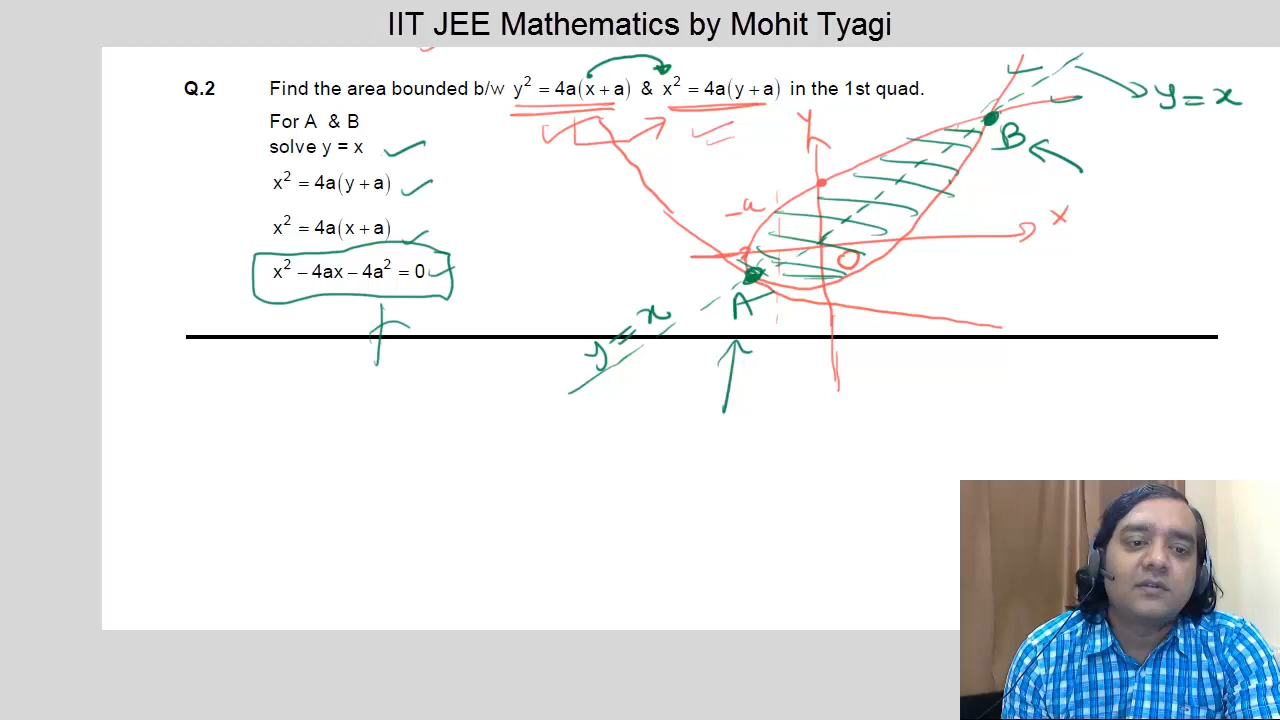 IIT JEE Mathematics by Mohit Tyagi
Q.2 Find the area bounded b/w y² = 4a(x + a) & x² = 4a(y + a) in the 1st quad.
For A & B
solve y = x
x² = 4a(y + a)
x² = 4a(x + a)
x² − 4ax − 4a² = 0
y = x
y
B
-a
x
O
A
y = x